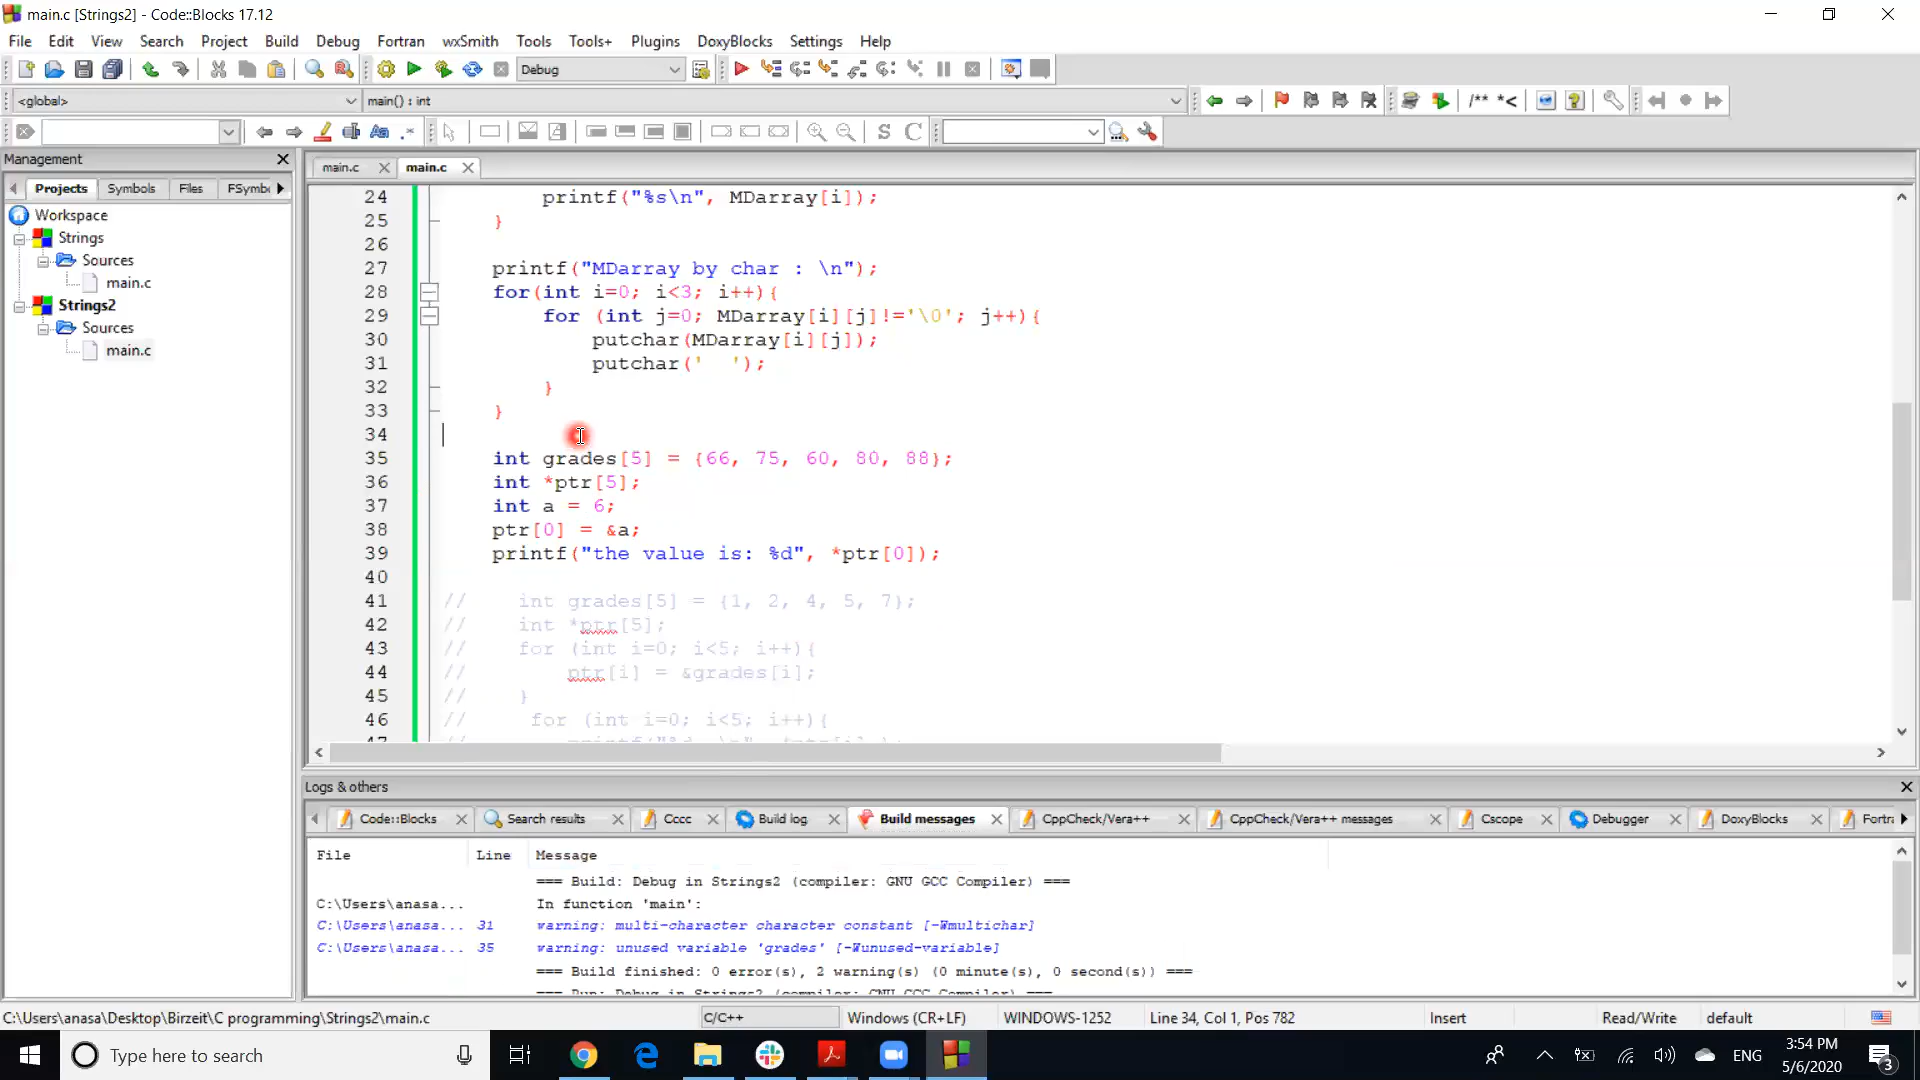 main.c [Strings2] - Code::Blocks 17.12
File Edit View Search Project Build Debug Fortran wxSmith Tools Tools+ Plugins DoxyBlocks Settings Help
Debug
<global> main() : int /** *<
Aa .* S C
Management
Projects Symbols Files FSymb
main.c main.c
Workspace
Strings
Sources
main.c
Strings2
Sources
main.c
24 printf("%s\n", MDarray[i]);
25 }
26
27 printf("MDarray by char : \n");
28 for(int i=0; i<3; i++){
29 for (int j=0; MDarray[i][j]!='\0'; j++){
30 putchar(MDarray[i][j]);
31 putchar('  ');
32 }
33 }
34
35 int grades[5] = {66, 75, 60, 80, 88};
36 int *ptr[5];
37 int a = 6;
38 ptr[0] = &a;
39 printf("the value is: %d", *ptr[0]);
40
41 // int grades[5] = {1, 2, 4, 5, 7};
42 // int *ptr[5];
43 // for (int i=0; i<5; i++){
44 // ptr[i] = &grades[i];
45 // }
46 // for (int i=0; i<5; i++){
Logs & others
Code::Blocks Search results Cccc Build log Build messages CppCheck/Vera++ CppCheck/Vera++ messages Cscope Debugger DoxyBlocks Fortra
File Line Message
=== Build: Debug in Strings2 (compiler: GNU GCC Compiler) ===
C:\Users\anasa... In function 'main':
C:\Users\anasa... 31 warning: multi-character character constant [-Wmultichar]
C:\Users\anasa... 35 warning: unused variable 'grades' [-Wunused-variable]
=== Build finished: 0 error(s), 2 warning(s) (0 minute(s), 0 second(s)) ===
=== Run: Debug in Strings2 (compiler: GNU GCC Compiler) ===
C:\Users\anasa\Desktop\Birzeit\C programming\Strings2\main.c C/C++ Windows (CR+LF) WINDOWS-1252 Line 34, Col 1, Pos 782 Insert Read/Write default
Type here to search
ENG
3:54 PM
5/6/2020
3